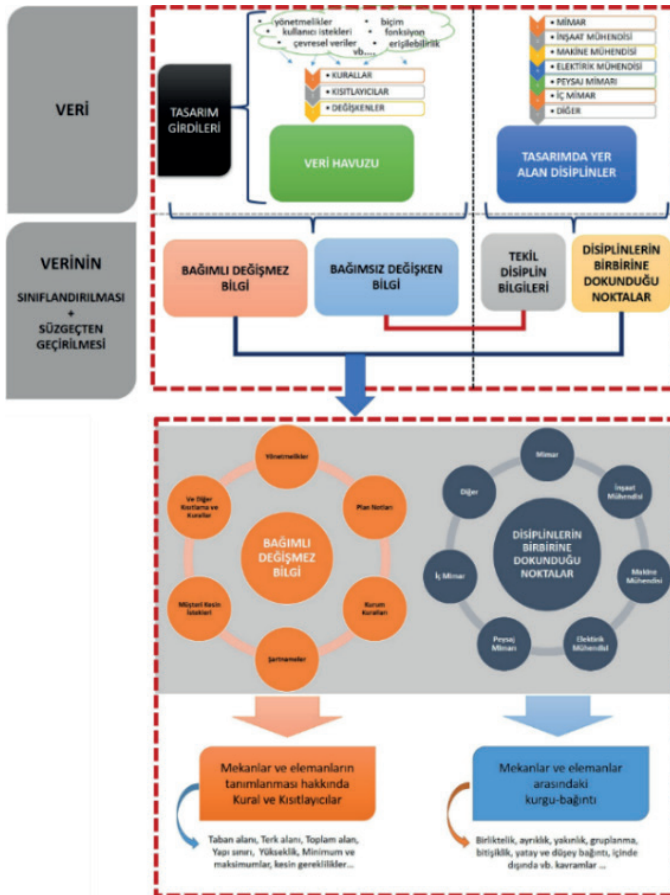 • yönetmelikler
• biçim
• kullanıcı istekleri
• fonksiyon
• çevresel veriler
• erişilebilirlik
vb....
• KURALLAR
• KISITLAYICILAR
• DEĞİŞKENLER
• MİMAR
• İNŞAAT MÜHENDİSİ
• MAKİNE MÜHENDİSİ
• ELEKTİRİK MÜHENDİSİ
• PEYSAJ MİMARI
• İÇ MİMAR
• DİĞER
VERİ
TASARIM
GİRDİLERİ
VERİ HAVUZU
TASARIMDA YER
ALAN DİSİPLİNLER
VERİNİN
SINIFLANDIRILMASI
+
SÜZGEÇTEN
GEÇİRİLMESİ
BAĞIMLI DEĞİŞMEZ
BİLGİ
BAĞIMSIZ DEĞİŞKEN
BİLGİ
TEKİL
DİSİPLİN
BİLGİLERİ
DİSİPLİNLERİN
BİRBİRİNE
DOKUNDUĞU
NOKTALAR
Yönetmelikler
Plan Notları
Kurum
Kuralları
Şartnameler
Müşteri Kesin
İstekleri
Ve Diğer
Kısıtlama ve
Kurallar
BAĞIMLI
DEĞİŞMEZ
BİLGİ
Mimar
İnşaat
Mühendisi
Makine
Mühendisi
Elektirik
Mühendisi
Peysaj
Mimarı
İç Mimar
Diğer
DİSİPLİNLERİN
BİRBİRİNE
DOKUNDUĞU
NOKTALAR
Mekanlar ve elemanların
tanımlanması hakkında
Kural ve Kısıtlayıcılar
Taban alanı, Terk alanı, Toplam alan,
Yapı sınırı, Yükseklik, Minimum ve
maksimumlar, kesin gereklilikler...
Mekanlar ve elemanlar
arasındaki
kurgu-bağıntı
Birliktelik, ayrıklık, yakınlık, gruplanma,
bitişiklik, yatay ve düşey bağıntı, içinde
dışında vb. kavramlar ...